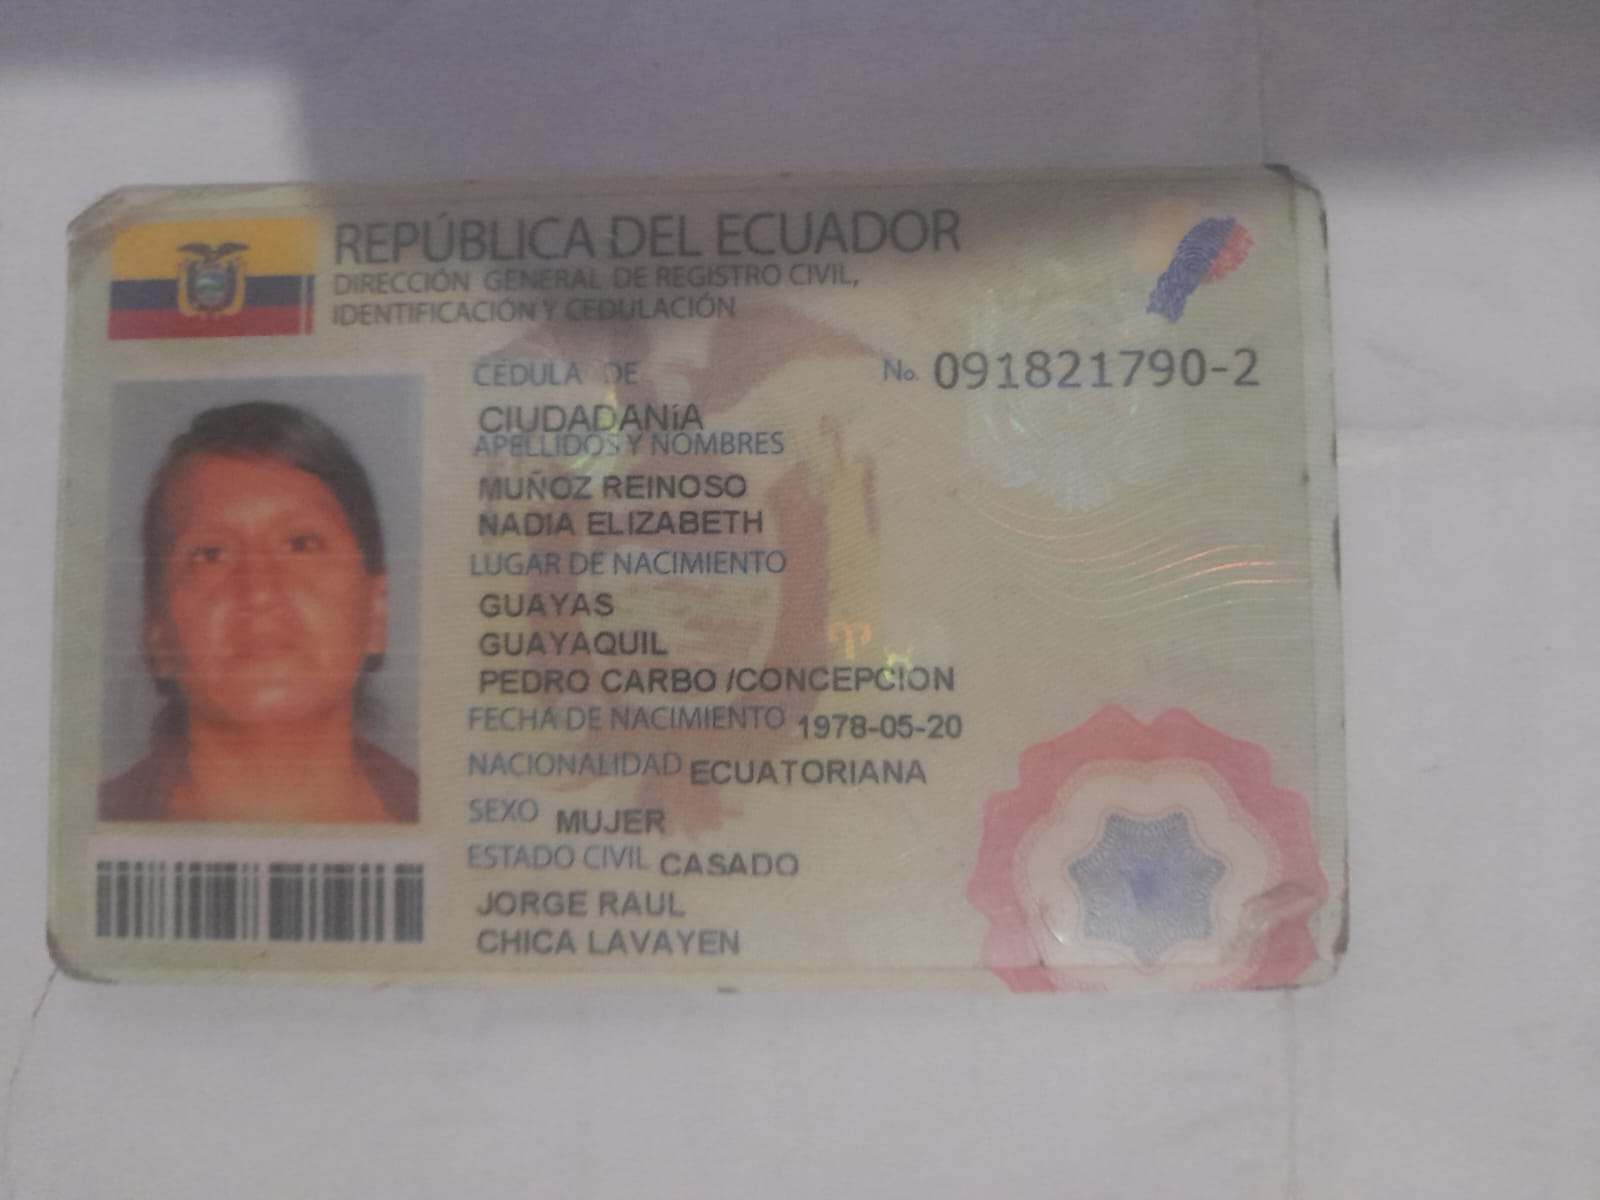 REPÚBLICA DEL ECUADOR
DIRECCIÓN GENERAL DE REGISTRO CIVIL,
IDENTIFICACIÓN Y CEDULACIÓN
CÉDULA DE No. 091821790-2
CIUDADANíA
APELLIDOS Y NOMBRES
MUÑOZ REINOSO
NADIA ELIZABETH
LUGAR DE NACIMIENTO
GUAYAS
GUAYAQUIL
PEDRO CARBO /CONCEPCION
FECHA DE NACIMIENTO 1978-05-20
NACIONALIDAD ECUATORIANA
SEXO MUJER
ESTADO CIVIL CASADO
JORGE RAUL
CHICA LAVAYEN